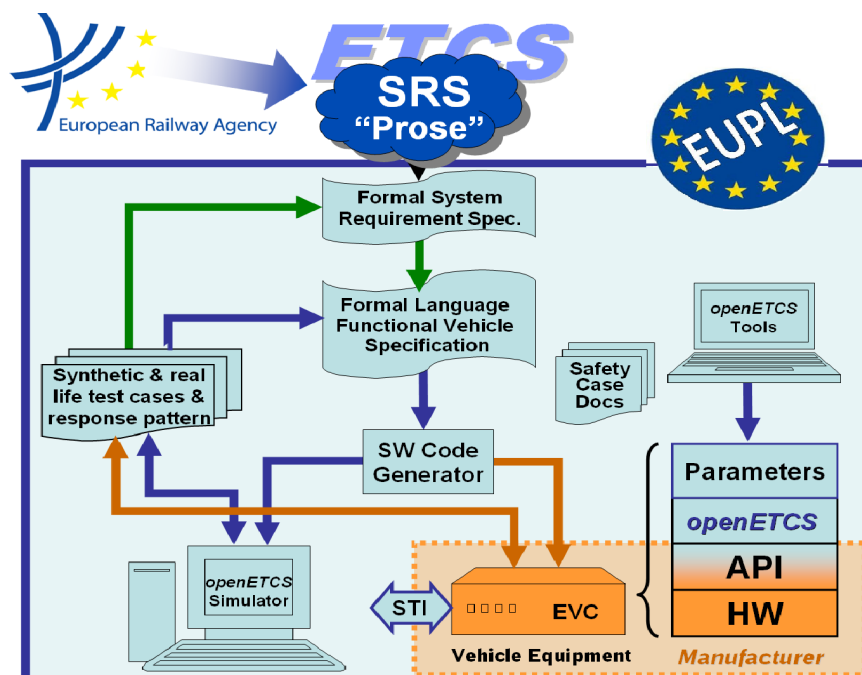 ETCS
SRS
“Prose”
European Railway Agency
EUPL
Formal System
Requirement Spec.
Formal Language
Functional Vehicle
Specification
openETCS
Tools
Synthetic & real
life test cases &
response pattern
Safety
Case
Docs
SW Code
Generator
Parameters
openETCS
API
HW
openETCS
Simulator
STI
EVC
Vehicle Equipment
Manufacturer